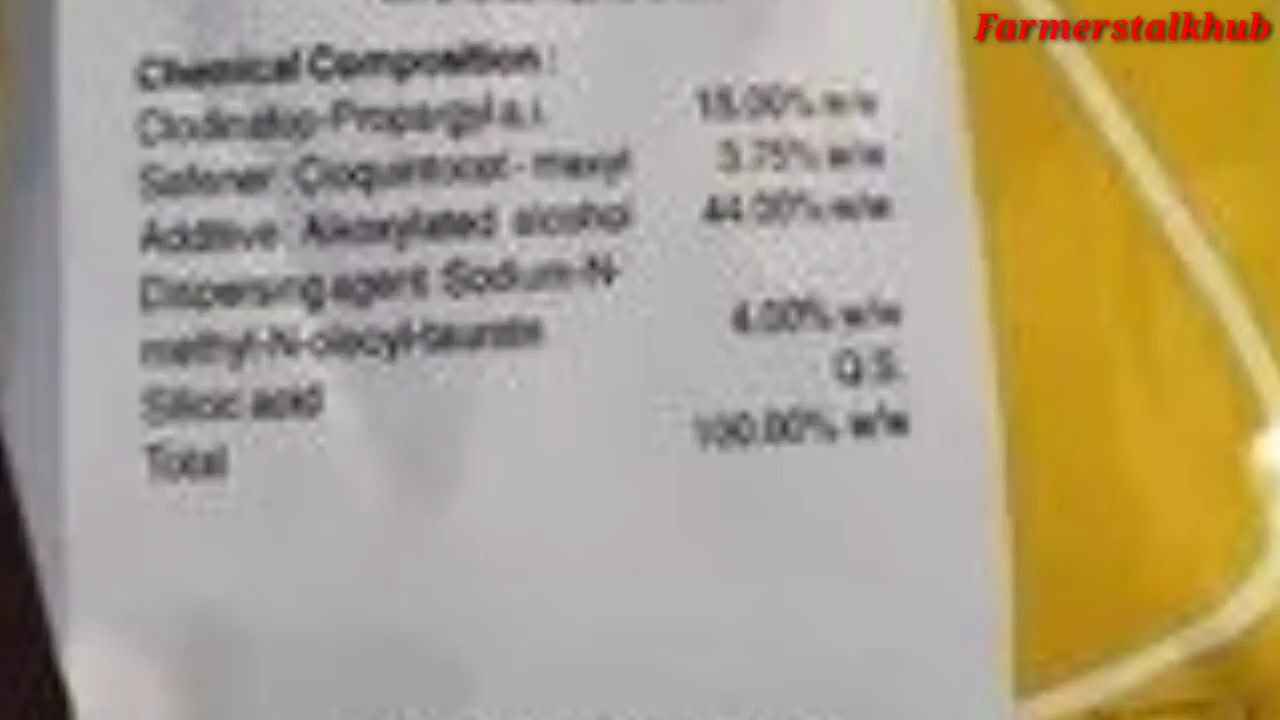 Farmerstalkhub
Chemical Composition :
Clodinafop-Propargyl a.i. 15.00% w/w
Safener: Cloquintocet - mexyl 3.75% w/w
Additive: Alkoxylated alcohol 44.00% w/w
Dispersing agent: Sodium-N-
methyl-N-oleoyl-taurate 4.00% w/w
Silicic acid Q.S.
Total 100.00% w/w